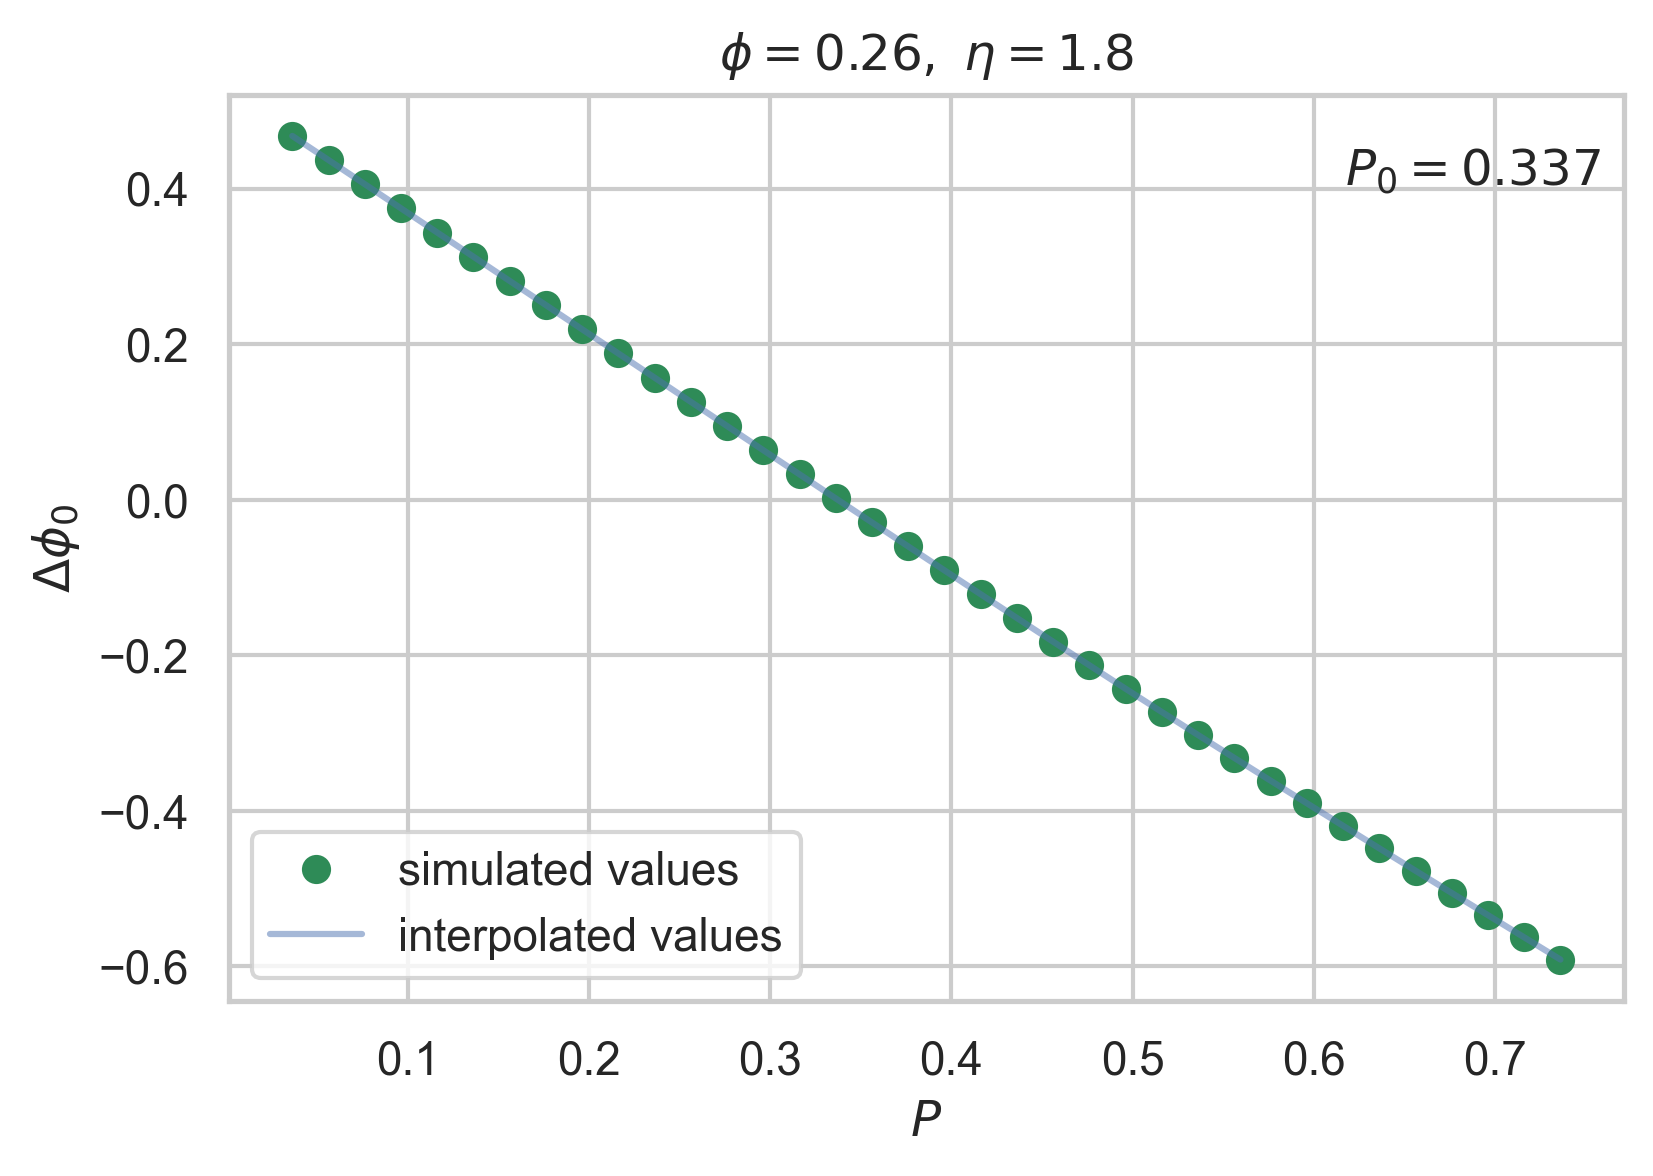 ϕ = 0.26, η = 1.8
P₀ = 0.337
0.4
0.2
0.0
−0.2
−0.4
−0.6
Δϕ₀
simulated values
interpolated values
0.1 0.2 0.3 0.4 0.5 0.6 0.7
P